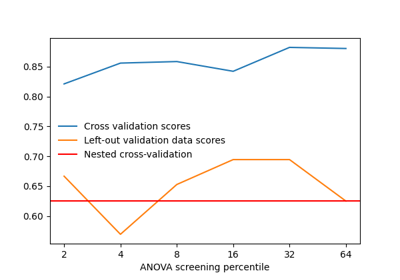 0.85
0.80
0.75
0.70
0.65
0.60
Cross validation scores
Left-out validation data scores
Nested cross-validation
2 4 8 16 32 64
ANOVA screening percentile